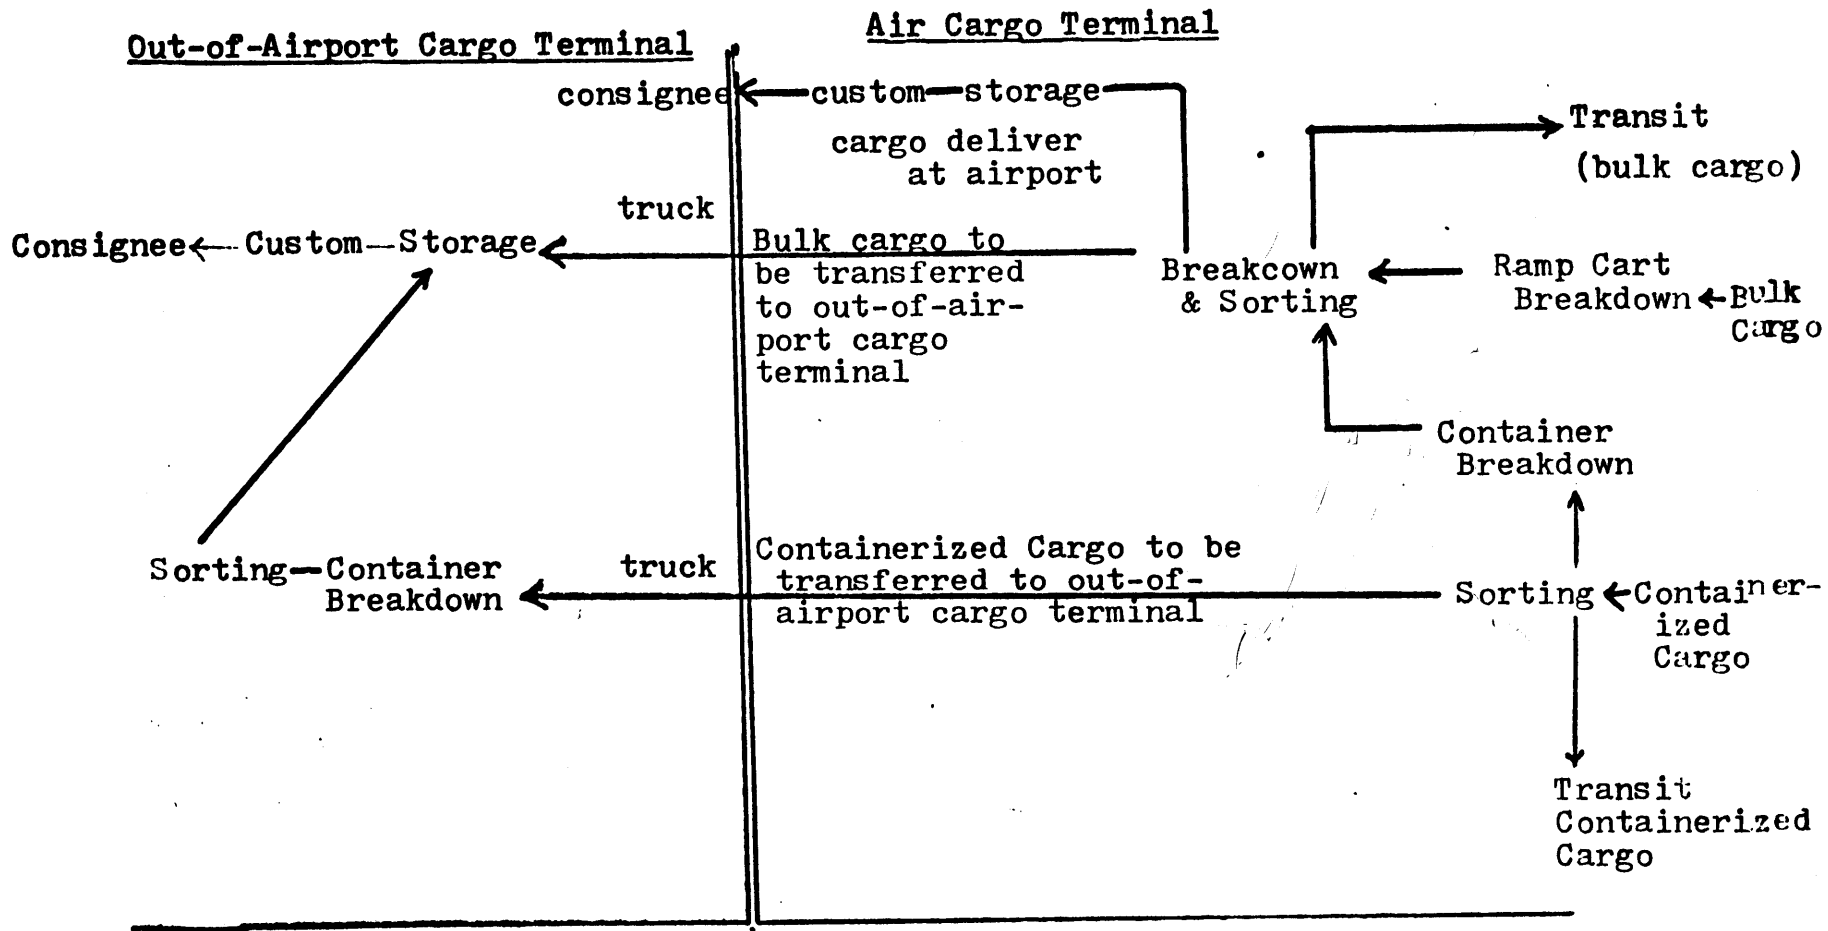 Out-of-Airport Cargo Terminal
Air Cargo Terminal
consignee
custom
storage
cargo deliver
at airport
Transit
(bulk cargo)
truck
Consignee
Custom
Storage
Bulk cargo to
be transferred
to out-of-air-
port cargo
terminal
Breakcown
& Sorting
Ramp Cart
Breakdown
Bulk
Cargo
Container
Breakdown
Sorting
Container
Breakdown
truck
Containerized Cargo to be
transferred to out-of-
airport cargo terminal
Sorting
Container-
ized
Cargo
Transit
Containerized
Cargo